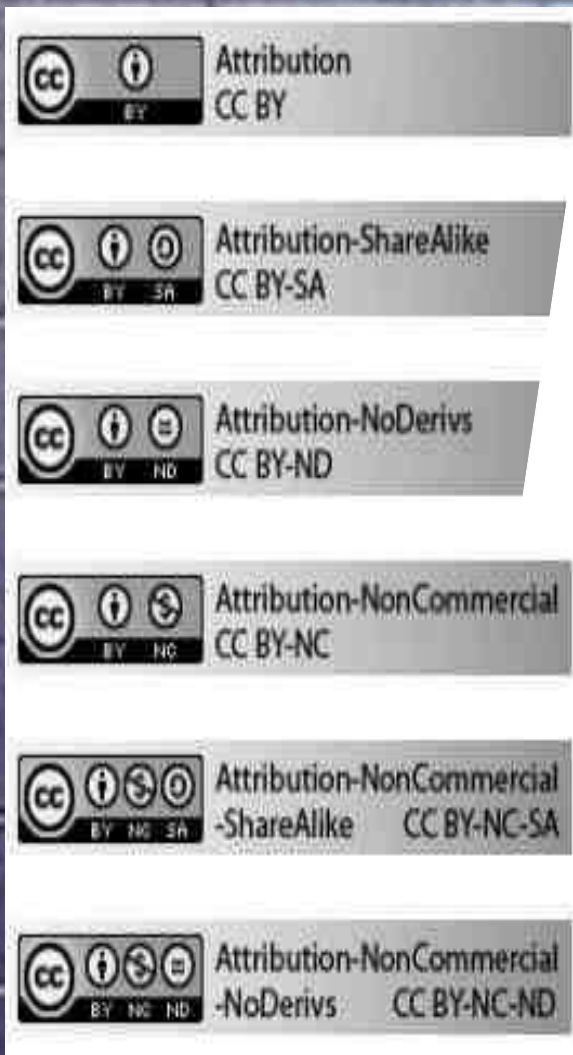 cc BY Attribution
CC BY
cc BY SA Attribution-ShareAlike
CC BY-SA
cc BY ND Attribution-NoDerivs
CC BY-ND
cc BY NC Attribution-NonCommercial
CC BY-NC
cc BY NC SA Attribution-NonCommercial
-ShareAlike CC BY-NC-SA
cc BY NC ND Attribution-NonCommercial
-NoDerivs CC BY-NC-ND